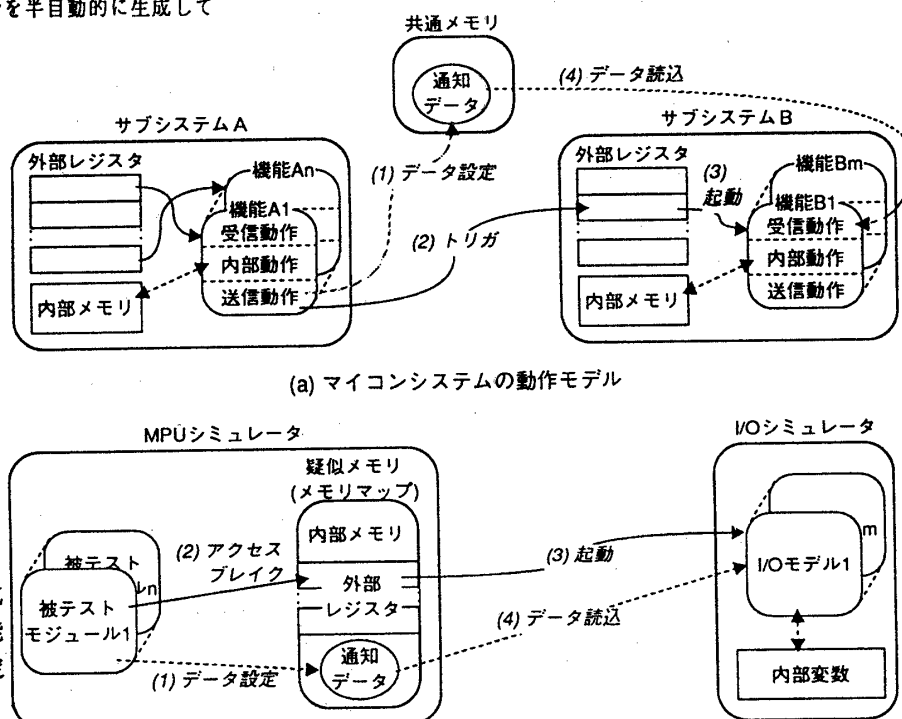 を半自動的に生成して
共通メモリ
通知
データ
(4) データ読込
サブシステムA
外部レジスタ
機能An
機能A1
受信動作
内部動作
送信動作
内部メモリ
(1) データ設定
(2) トリガ
サブシステムB
外部レジスタ
(3)
起動
機能Bm
機能B1
受信動作
内部動作
送信動作
内部メモリ
(a) マイコンシステムの動作モデル
MPUシミュレータ
疑似メモリ
(メモリマップ)
内部メモリ
外部
レジスタ
通知
データ
被テスト
ルn
被テスト
モジュール1
(2) アクセス
ブレイク
(1) データ設定
(3) 起動
(4) データ読込
I/Oシミュレータ
m
I/Oモデル1
内部変数